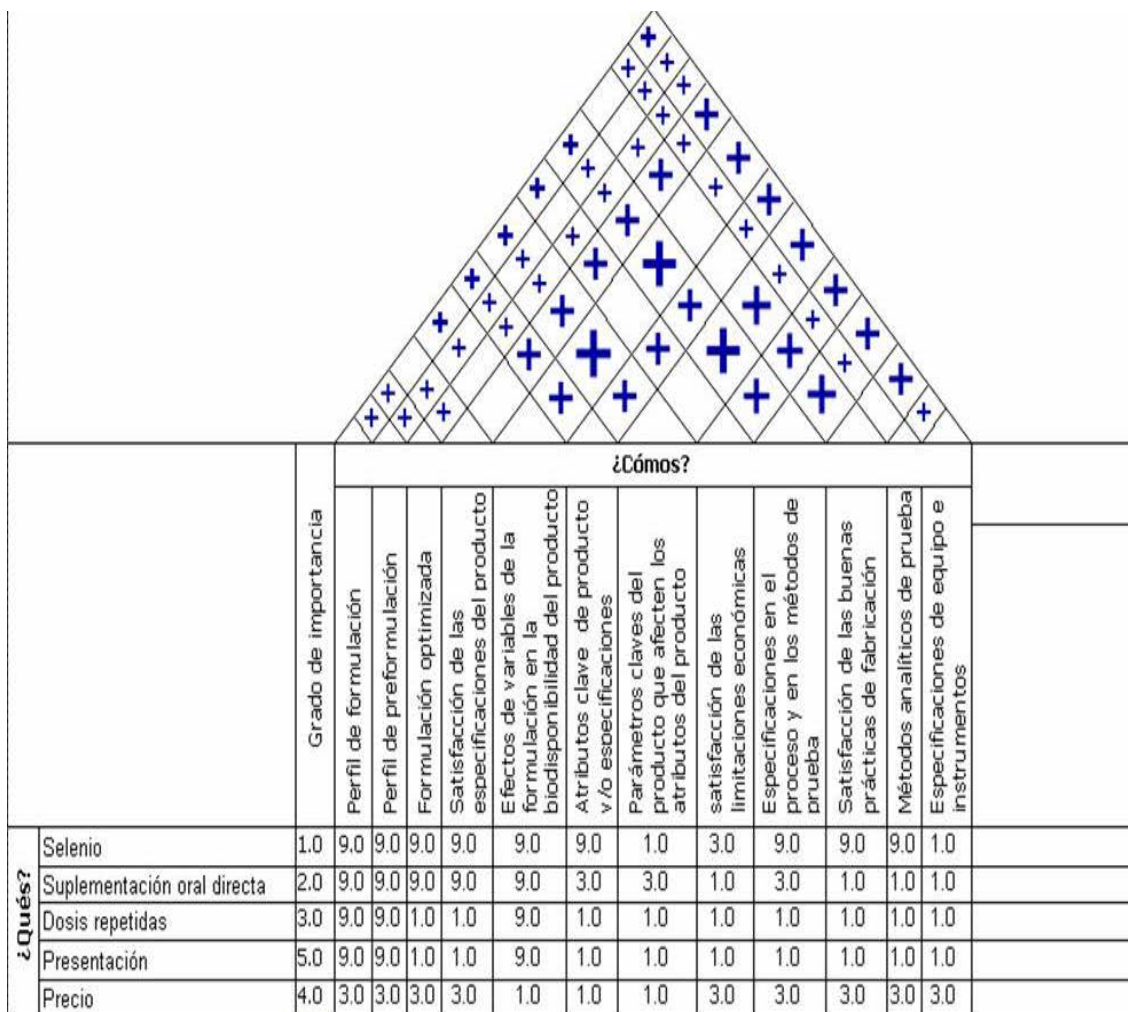 ¿Cómos?
Grado de importancia
Perfil de formulación
Perfil de preformulación
Formulación optimizada
Satisfacción de las
especificaciones del producto
Efectos de variables de la
formulación en la
biodisponibilidad del producto
Atributos clave de producto
y/o especificaciones
Parámetros claves del
producto que afecten los
atributos del producto
satisfacción de las
limitaciones económicas
Especificaciones en el
proceso y en los métodos de
prueba
Satisfacción de las buenas
prácticas de fabricación
Métodos analíticos de prueba
Especificaciones de equipo e
instrumentos
¿Qués?
Selenio 1.0 9.0 9.0 9.0 9.0 9.0 9.0 1.0 3.0 9.0 9.0 9.0 1.0
Suplementación oral directa 2.0 9.0 9.0 9.0 9.0 9.0 3.0 3.0 1.0 3.0 1.0 1.0 1.0
Dosis repetidas 3.0 9.0 9.0 1.0 1.0 9.0 1.0 1.0 1.0 1.0 1.0 1.0 1.0
Presentación 5.0 9.0 9.0 1.0 1.0 9.0 1.0 1.0 1.0 1.0 1.0 1.0 1.0
Precio 4.0 3.0 3.0 3.0 3.0 1.0 1.0 1.0 3.0 3.0 3.0 3.0 3.0